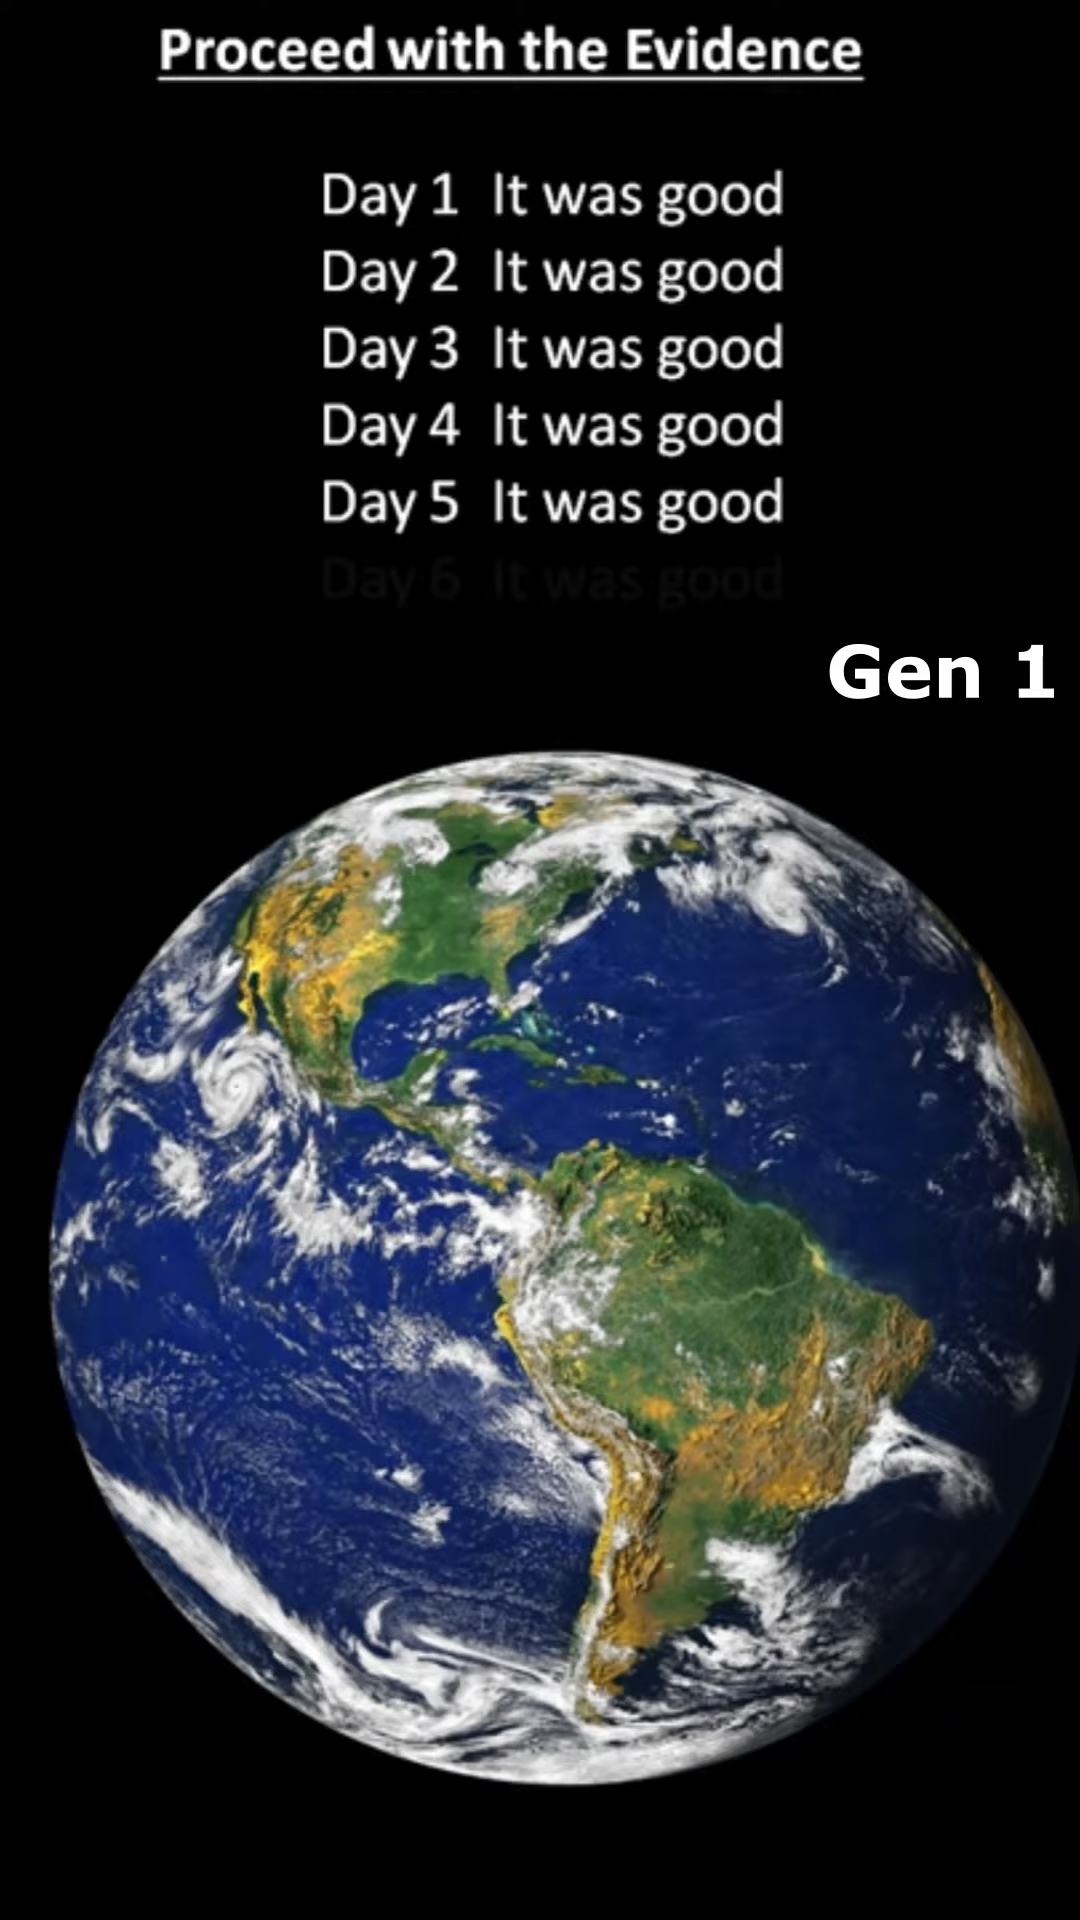 Proceed with the Evidence
Day 1 It was good
Day 2 It was good
Day 3 It was good
Day 4 It was good
Day 5 It was good
Day 6 It was good
Gen 1